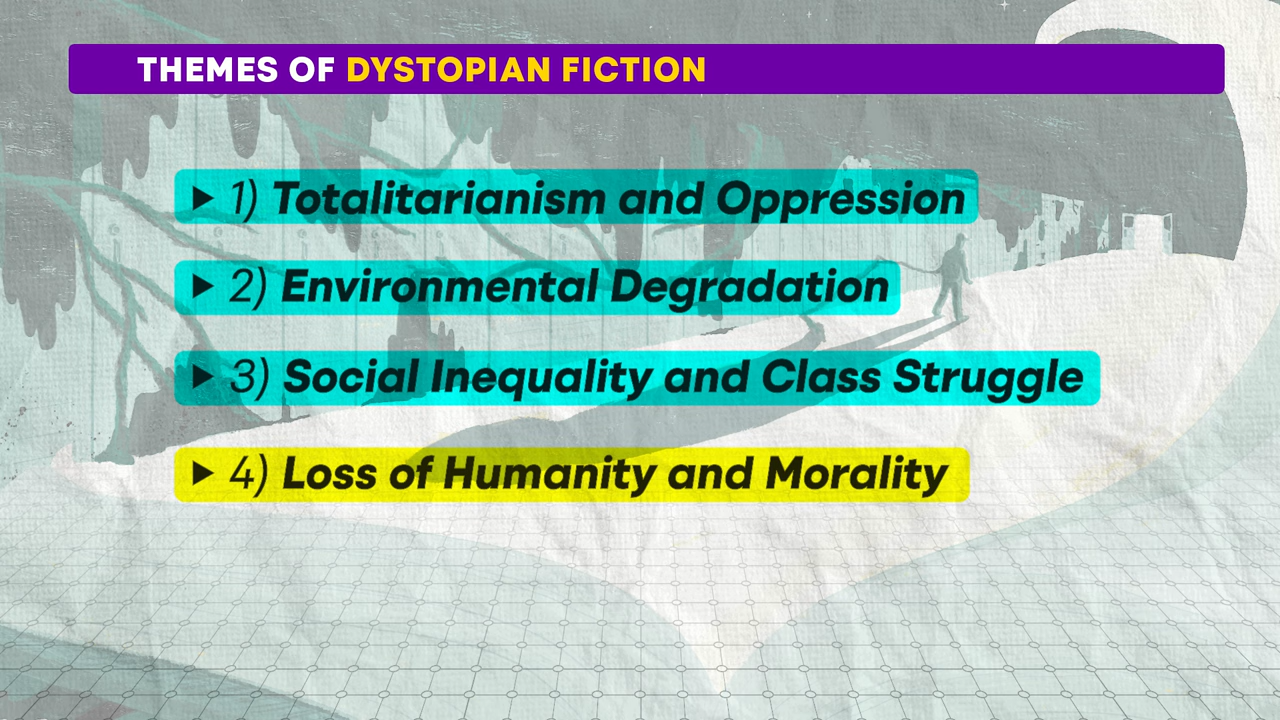 THEMES OF DYSTOPIAN FICTION
▶ 1) Totalitarianism and Oppression
▶ 2) Environmental Degradation
▶ 3) Social Inequality and Class Struggle
▶ 4) Loss of Humanity and Morality